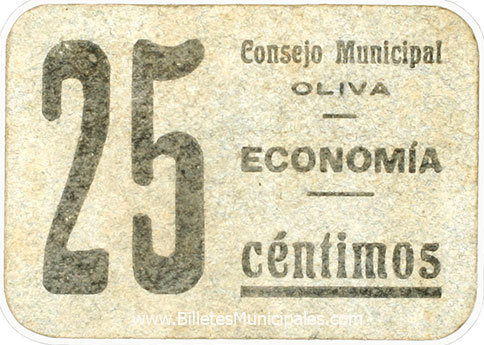 25
Consejo Municipal
OLIVA
ECONOMÍA
céntimos
www.BilletesMunicipales.com